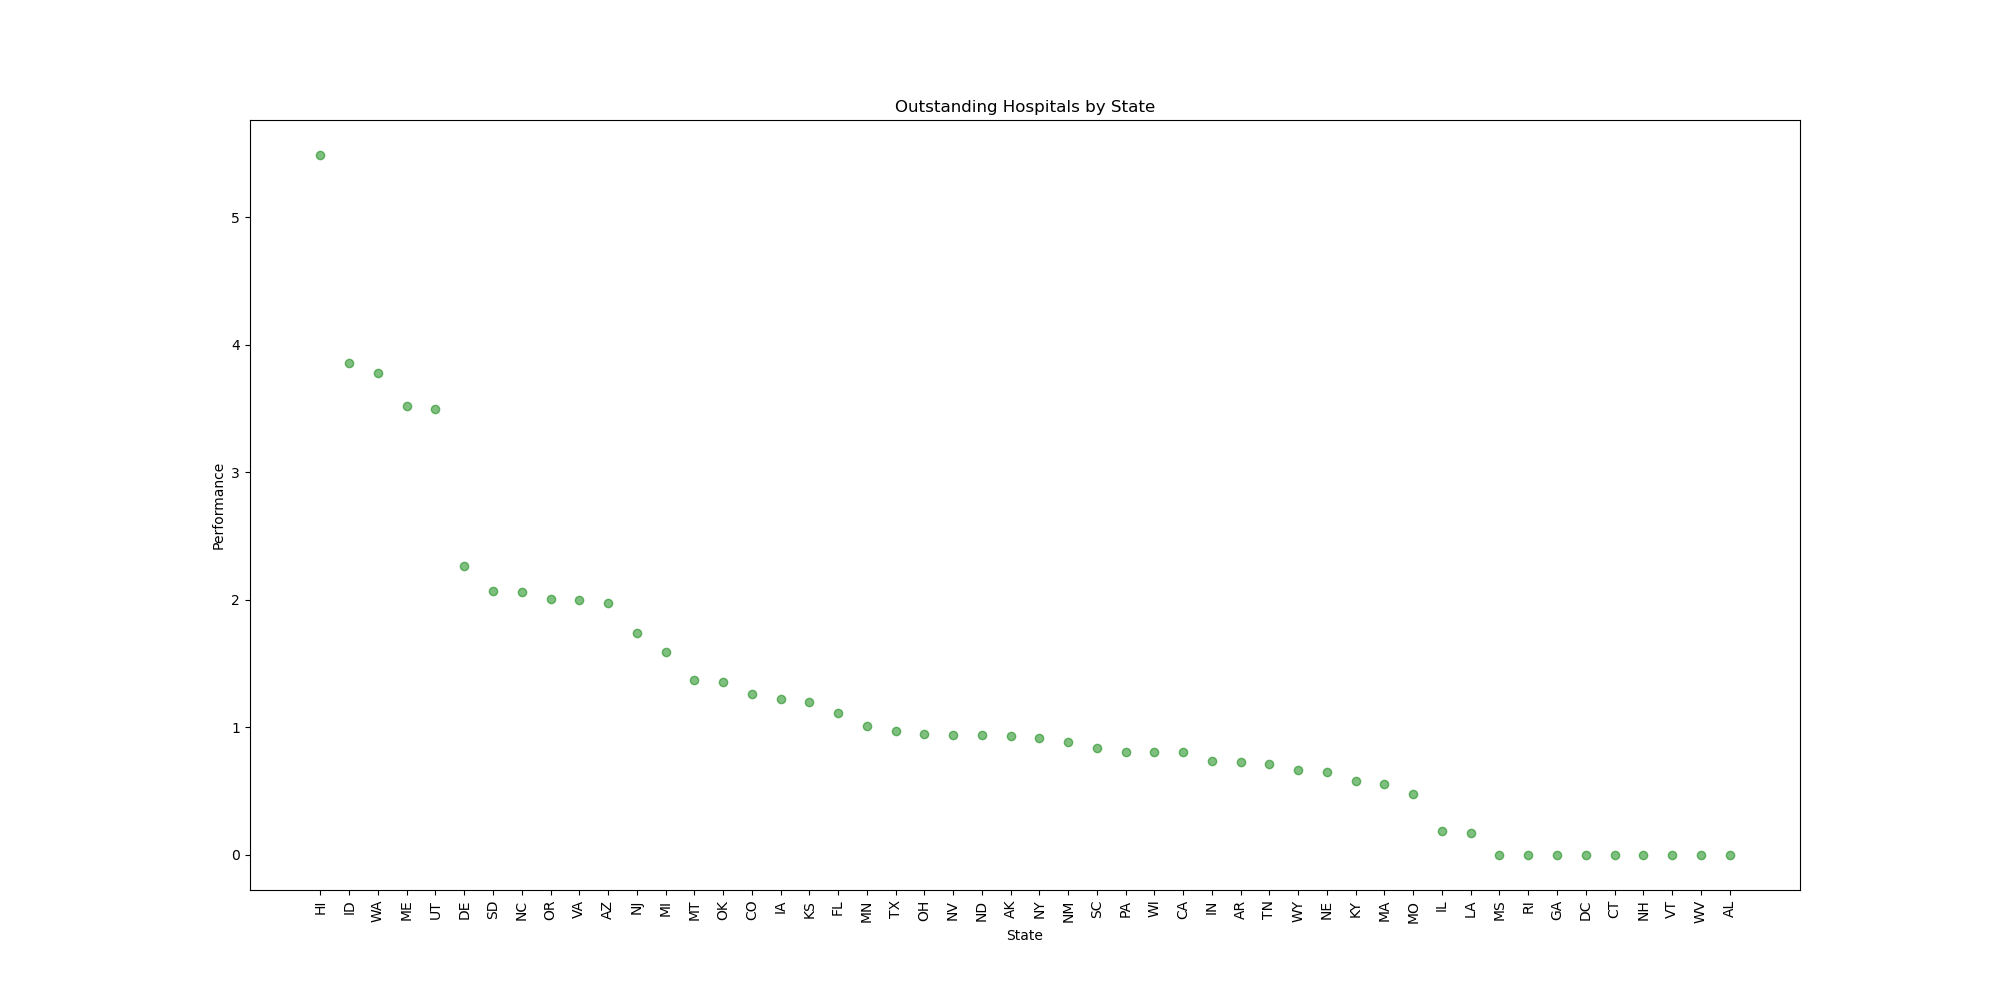 Outstanding Hospitals by State
Performance
5
4
3
2
1
0
HI ID WA ME UT DE SD NC OR VA AZ NJ MI MT OK CO IA KS FL MN TX OH NV ND AK NY NM SC PA WI CA IN AR TN WY NE KY MA MO IL LA MS RI GA DC CT NH VT WV AL
State